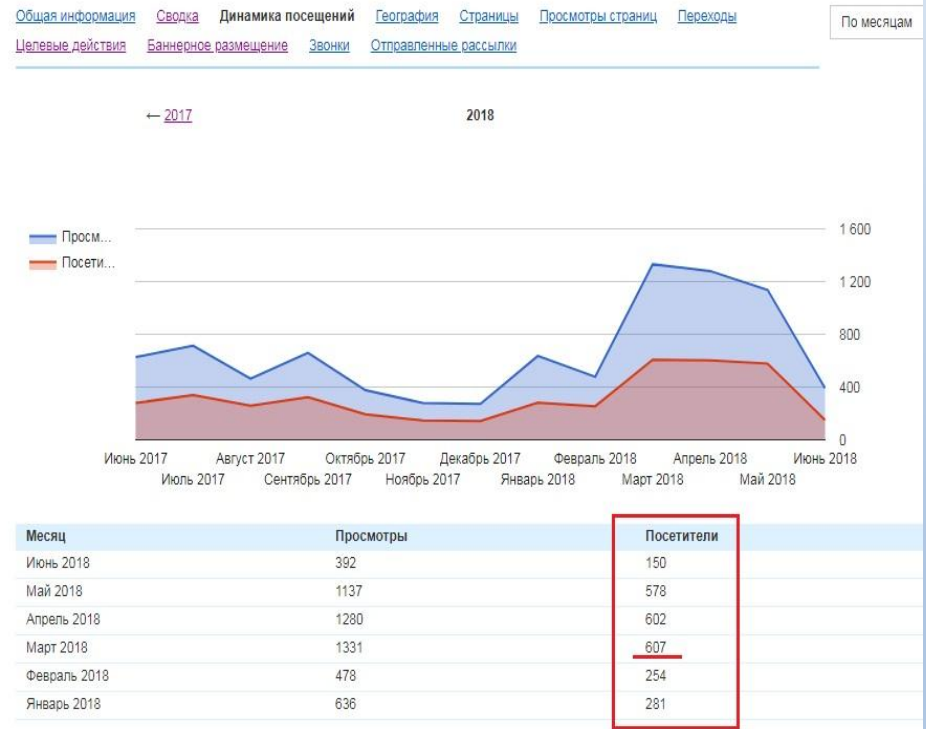 Общая информация Сводка Динамика посещений География Страницы Просмотры страниц Переходы
По месяцам
Целевые действия Баннерное размещение Звонки Отправленные рассылки
← 2017 2018
Просм...
Посети...
1 600
1 200
800
400
0
Июнь 2017 Август 2017 Октябрь 2017 Декабрь 2017 Февраль 2018 Апрель 2018 Июнь 2018
Июль 2017 Сентябрь 2017 Ноябрь 2017 Январь 2018 Март 2018 Май 2018
Месяц Просмотры Посетители
Июнь 2018 392 150
Май 2018 1137 578
Апрель 2018 1280 602
Март 2018 1331 607
Февраль 2018 478 254
Январь 2018 636 281